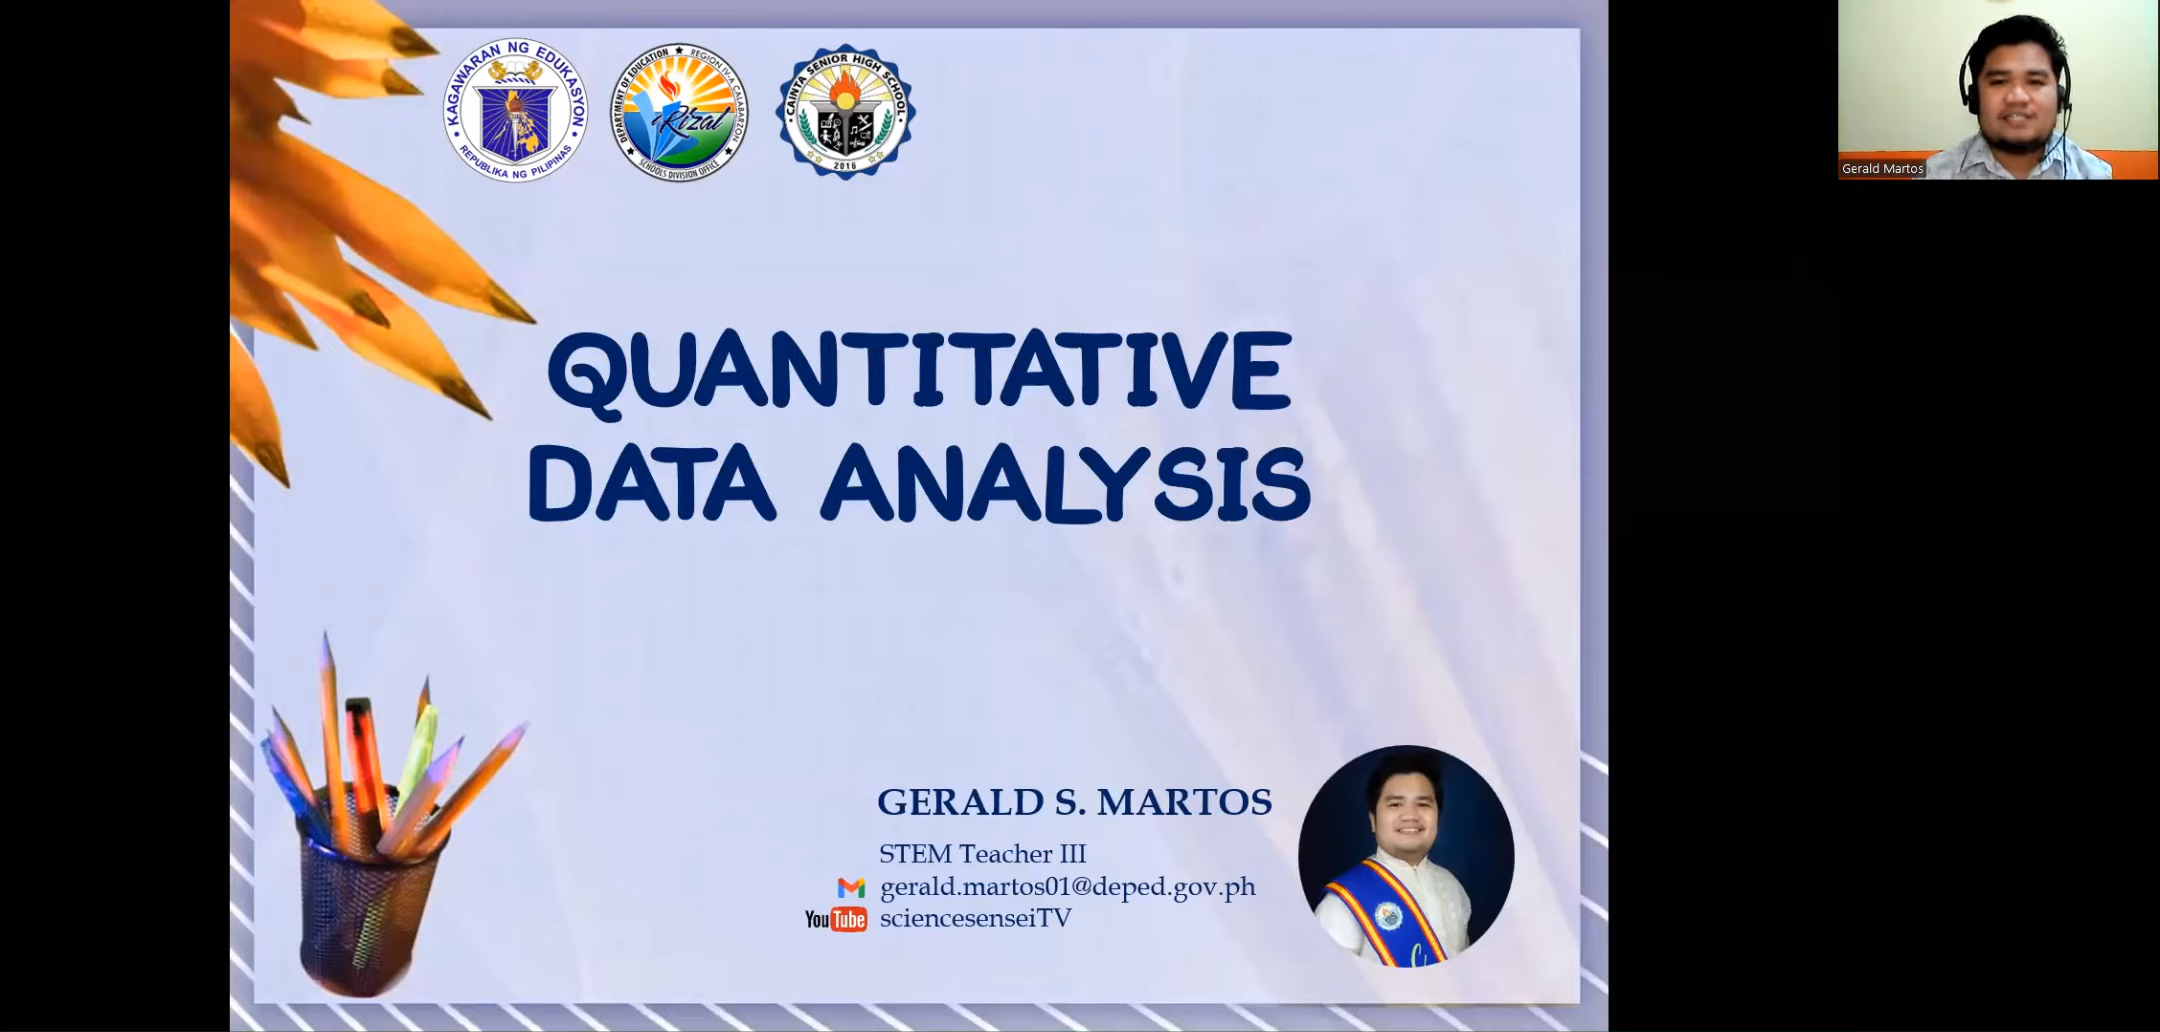 KAGAWARAN NG EDUKASYON
REPUBLIKA NG PILIPINAS
DEPARTMENT OF EDUCATION ★ REGION IV-A CALABARZON
iRizal
SCHOOLS DIVISION OFFICE
CAINTA SENIOR HIGH SCHOOL
2016
Gerald Martos
QUANTITATIVE
DATA ANALYSIS
GERALD S. MARTOS
STEM Teacher III
gerald.martos01@deped.gov.ph
YouTube sciencesenseiTV